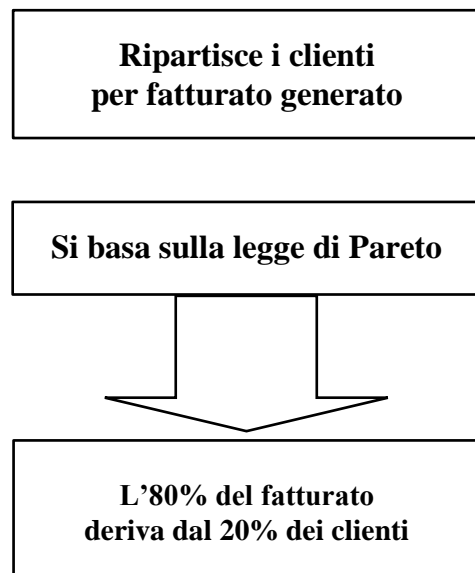 Ripartisce i clienti
per fatturato generato
Si basa sulla legge di Pareto
L’80% del fatturato
deriva dal 20% dei clienti